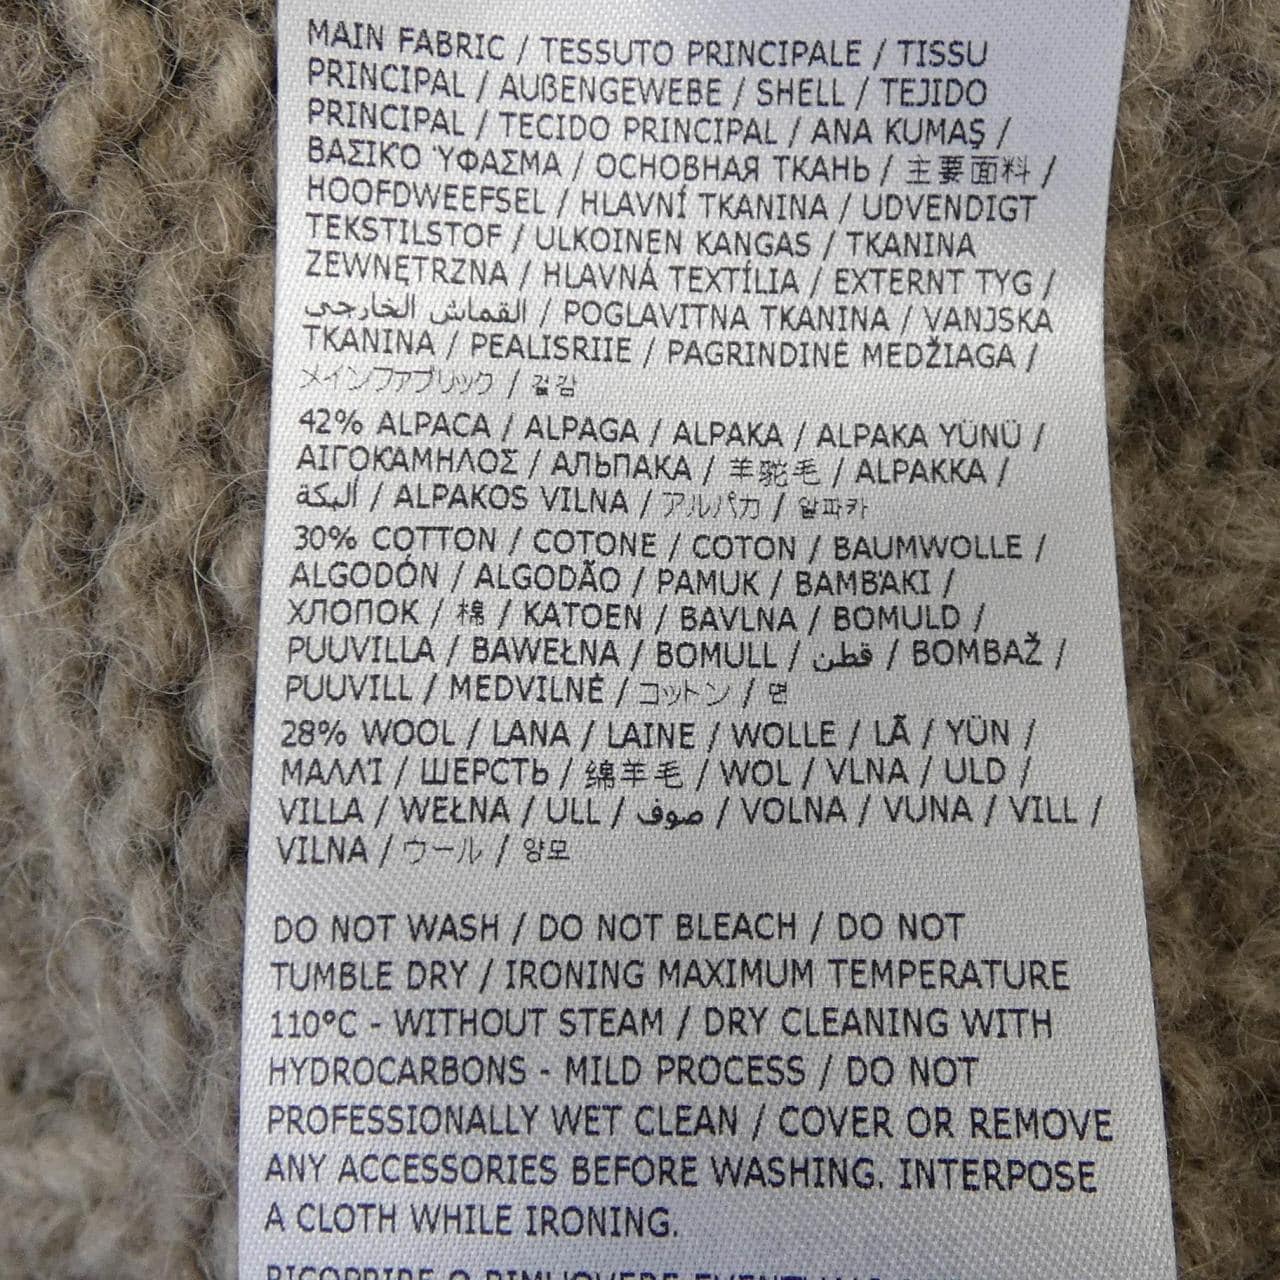 MAIN FABRIC / TESSUTO PRINCIPALE / TISSU
PRINCIPAL / AUßENGEWEBE / SHELL / TEJIDO
PRINCIPAL / TECIDO PRINCIPAL / ANA KUMAŞ /
ΒΑΣΙΚΌ ΎΦΑΣΜΑ / ОСНОВНАЯ ТКАНЬ / 主要面料 /
HOOFDWEEFSEL / HLAVNÍ TKANINA / UDVENDIGT
TEKSTILSTOF / ULKOINEN KANGAS / TKANINA
ZEWNĘTRZNA / HLAVNÁ TEXTÍLIA / EXTERNT TYG /
القماش الخارجي / POGLAVITNA TKANINA / VANJSKA
TKANINA / PEALISRIIE / PAGRINDINĖ MEDŽIAGA /
メインファブリック / 겉감
42% ALPACA / ALPAGA / ALPAKA / ALPAKA YÜNÜ /
ΑΙΓΟΚΑΜΗΛΟΣ / АЛЬПАКА / 羊驼毛 / ALPAKKA /
ألبكة / ALPAKOS VILNA / アルパカ / 알파카
30% COTTON / COTONE / COTON / BAUMWOLLE /
ALGODÓN / ALGODÃO / PAMUK / ΒΑΜΒΆΚΙ /
ХЛОПОК / 棉 / KATOEN / BAVLNA / BOMULD /
PUUVILLA / BAWEŁNA / BOMULL / قطن / BOMBAŽ /
PUUVILL / MEDVILNĖ / コットン / 면
28% WOOL / LANA / LAINE / WOLLE / LÃ / YÜN /
ΜΑΛΛΊ / ШЕРСТЬ / 绵羊毛 / WOL / VLNA / ULD /
VILLA / WEŁNA / ULL / صوف / VOLNA / VUNA / VILL /
VILNA / ウール / 양모
DO NOT WASH / DO NOT BLEACH / DO NOT
TUMBLE DRY / IRONING MAXIMUM TEMPERATURE
110°C - WITHOUT STEAM / DRY CLEANING WITH
HYDROCARBONS - MILD PROCESS / DO NOT
PROFESSIONALLY WET CLEAN / COVER OR REMOVE
ANY ACCESSORIES BEFORE WASHING. INTERPOSE
A CLOTH WHILE IRONING.